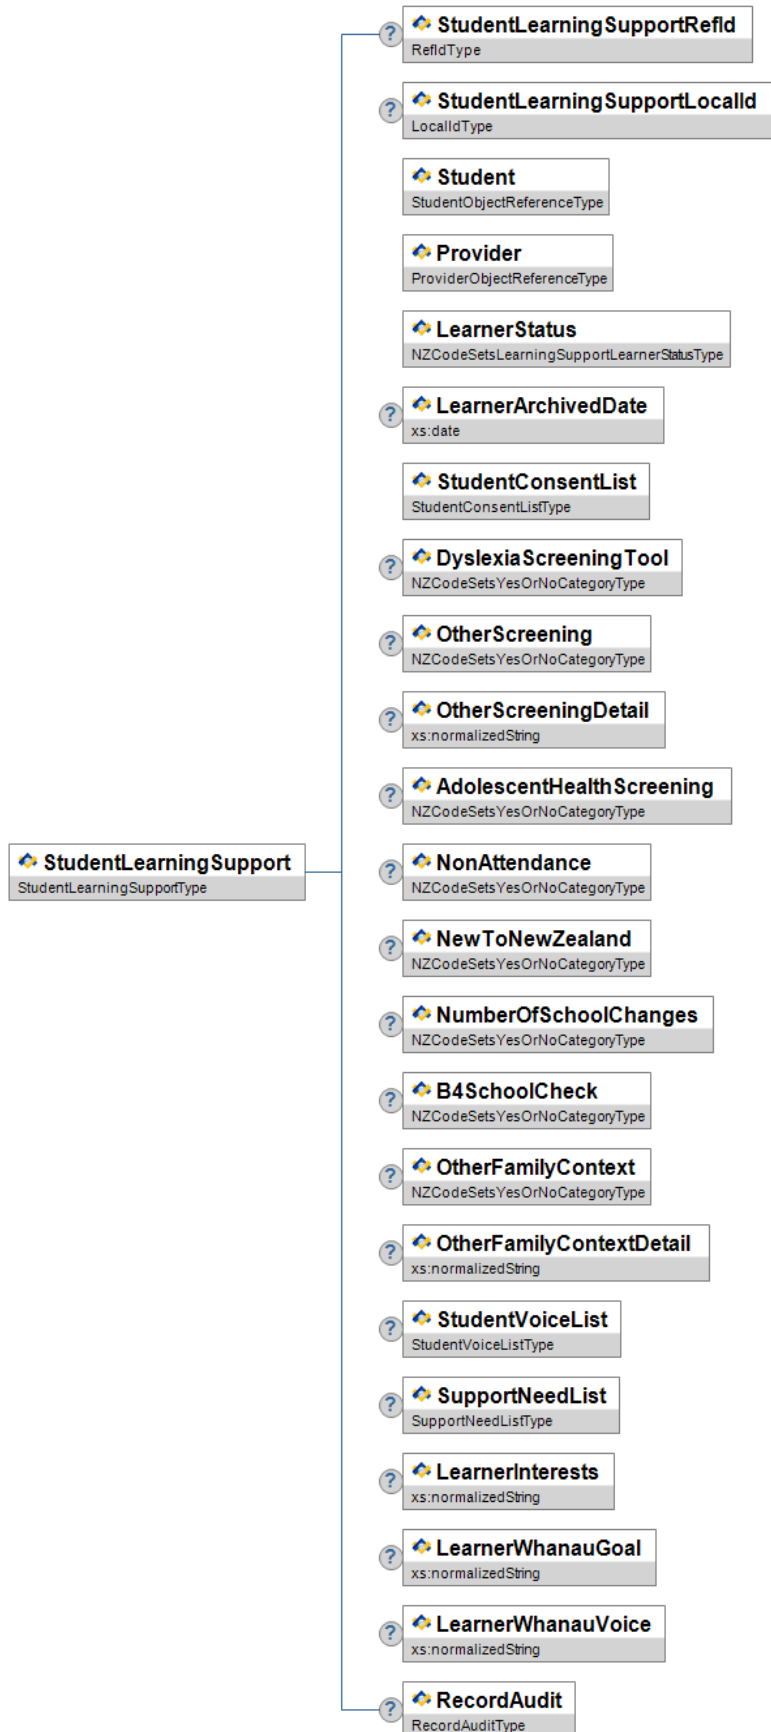 ? StudentLearningSupportRefId
RefIdType
? StudentLearningSupportLocalId
LocalIdType
Student
StudentObjectReferenceType
Provider
ProviderObjectReferenceType
LearnerStatus
NZCodeSetsLearningSupportLearnerStatusType
? LearnerArchivedDate
xs:date
StudentConsentList
StudentConsentListType
? DyslexiaScreeningTool
NZCodeSetsYesOrNoCategoryType
? OtherScreening
NZCodeSetsYesOrNoCategoryType
? OtherScreeningDetail
xs:normalizedString
? AdolescentHealthScreening
NZCodeSetsYesOrNoCategoryType
StudentLearningSupport
StudentLearningSupportType
? NonAttendance
NZCodeSetsYesOrNoCategoryType
? NewToNewZealand
NZCodeSetsYesOrNoCategoryType
? NumberOfSchoolChanges
NZCodeSetsYesOrNoCategoryType
? B4SchoolCheck
NZCodeSetsYesOrNoCategoryType
? OtherFamilyContext
NZCodeSetsYesOrNoCategoryType
? OtherFamilyContextDetail
xs:normalizedString
? StudentVoiceList
StudentVoiceListType
? SupportNeedList
SupportNeedListType
? LearnerInterests
xs:normalizedString
? LearnerWhanauGoal
xs:normalizedString
? LearnerWhanauVoice
xs:normalizedString
? RecordAudit
RecordAuditType